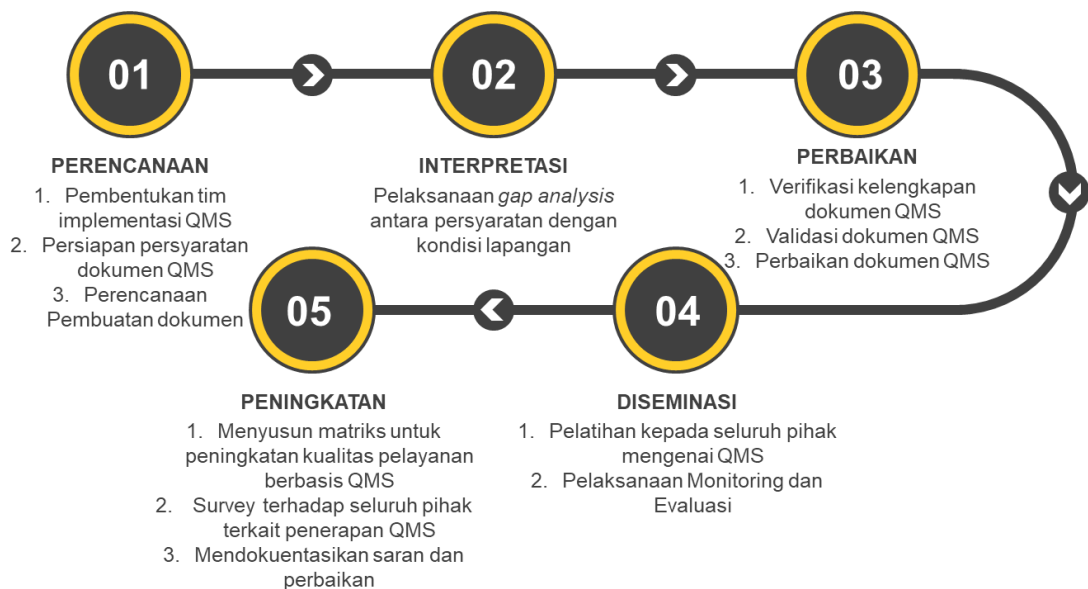 01
PERENCANAAN
1. Pembentukan tim
implementasi QMS
2. Persiapan persyaratan
dokumen QMS
3. Perencanaan
Pembuatan dokumen
02
INTERPRETASI
Pelaksanaan gap analysis
antara persyaratan dengan
kondisi lapangan
03
PERBAIKAN
1. Verifikasi kelengkapan
dokumen QMS
2. Validasi dokumen QMS
3. Perbaikan dokumen QMS
04
DISEMINASI
1. Pelatihan kepada seluruh pihak
mengenai QMS
2. Pelaksanaan Monitoring dan
Evaluasi
05
PENINGKATAN
1. Menyusun matriks untuk
peningkatan kualitas pelayanan
berbasis QMS
2. Survey terhadap seluruh pihak
terkait penerapan QMS
3. Mendokuentasikan saran dan
perbaikan